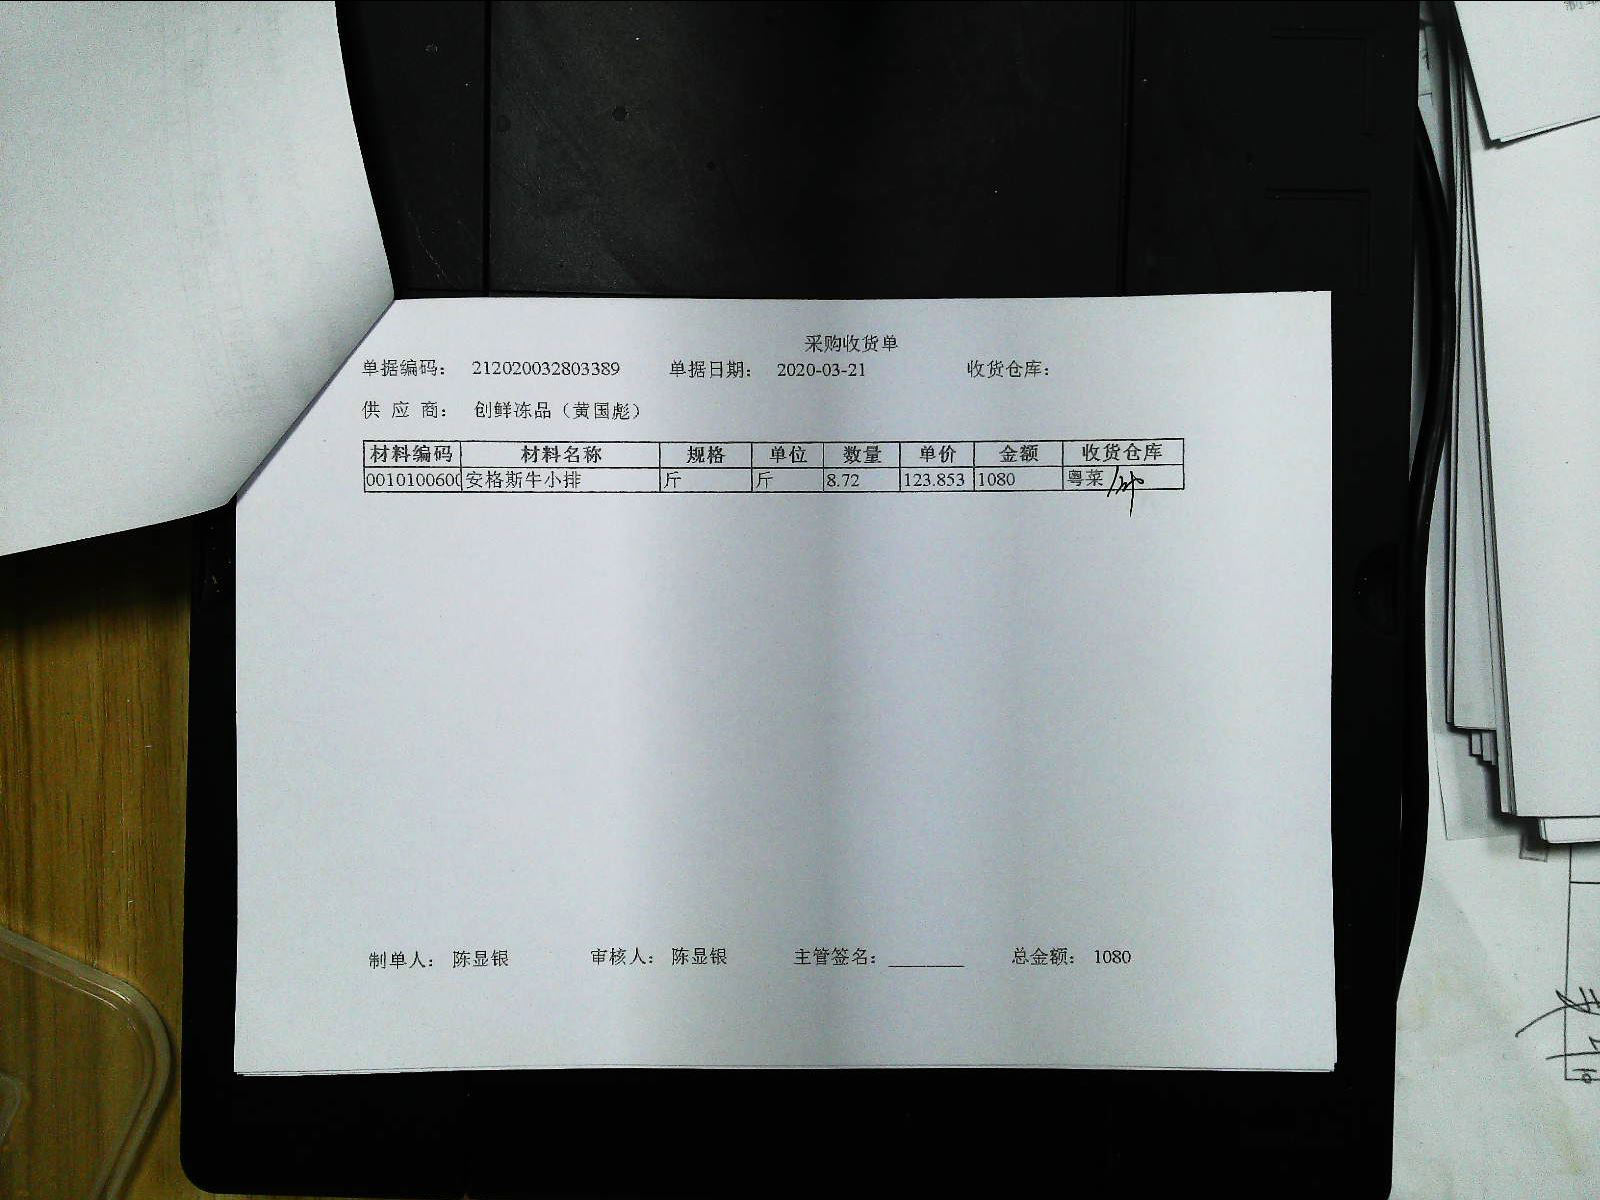 采购收货单
单据编码： 212020032803389 单据日期： 2020-03-21 收货仓库：
供 应 商： 创鲜冻品（黄国彪）
材料编码 材料名称 规格 单位 数量 单价 金额 收货仓库
0010100600 安格斯牛小排 斤 斤 8.72 123.853 1080 粤菜
制单人： 陈显银 审核人： 陈显银 主管签名：________ 总金额： 1080